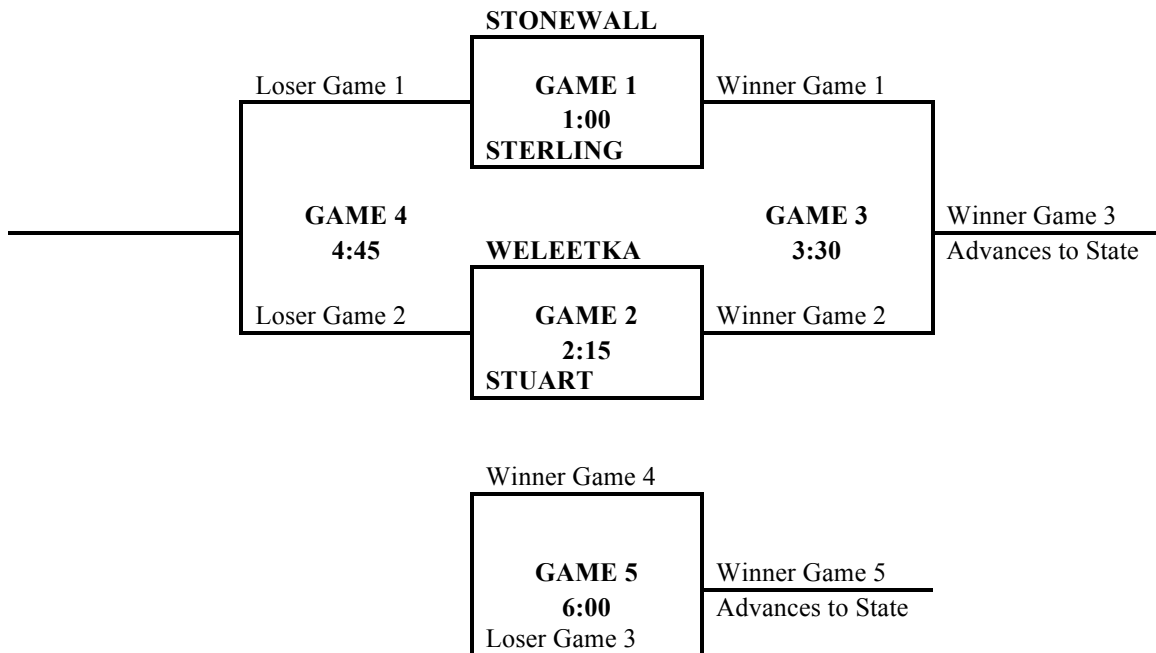 STONEWALL
Loser Game 1
GAME 1
Winner Game 1
1:00
STERLING
GAME 4
GAME 3
Winner Game 3
4:45
WELEETKA
3:30
Advances to State
Loser Game 2
GAME 2
Winner Game 2
2:15
STUART
Winner Game 4
GAME 5
Winner Game 5
6:00
Advances to State
Loser Game 3